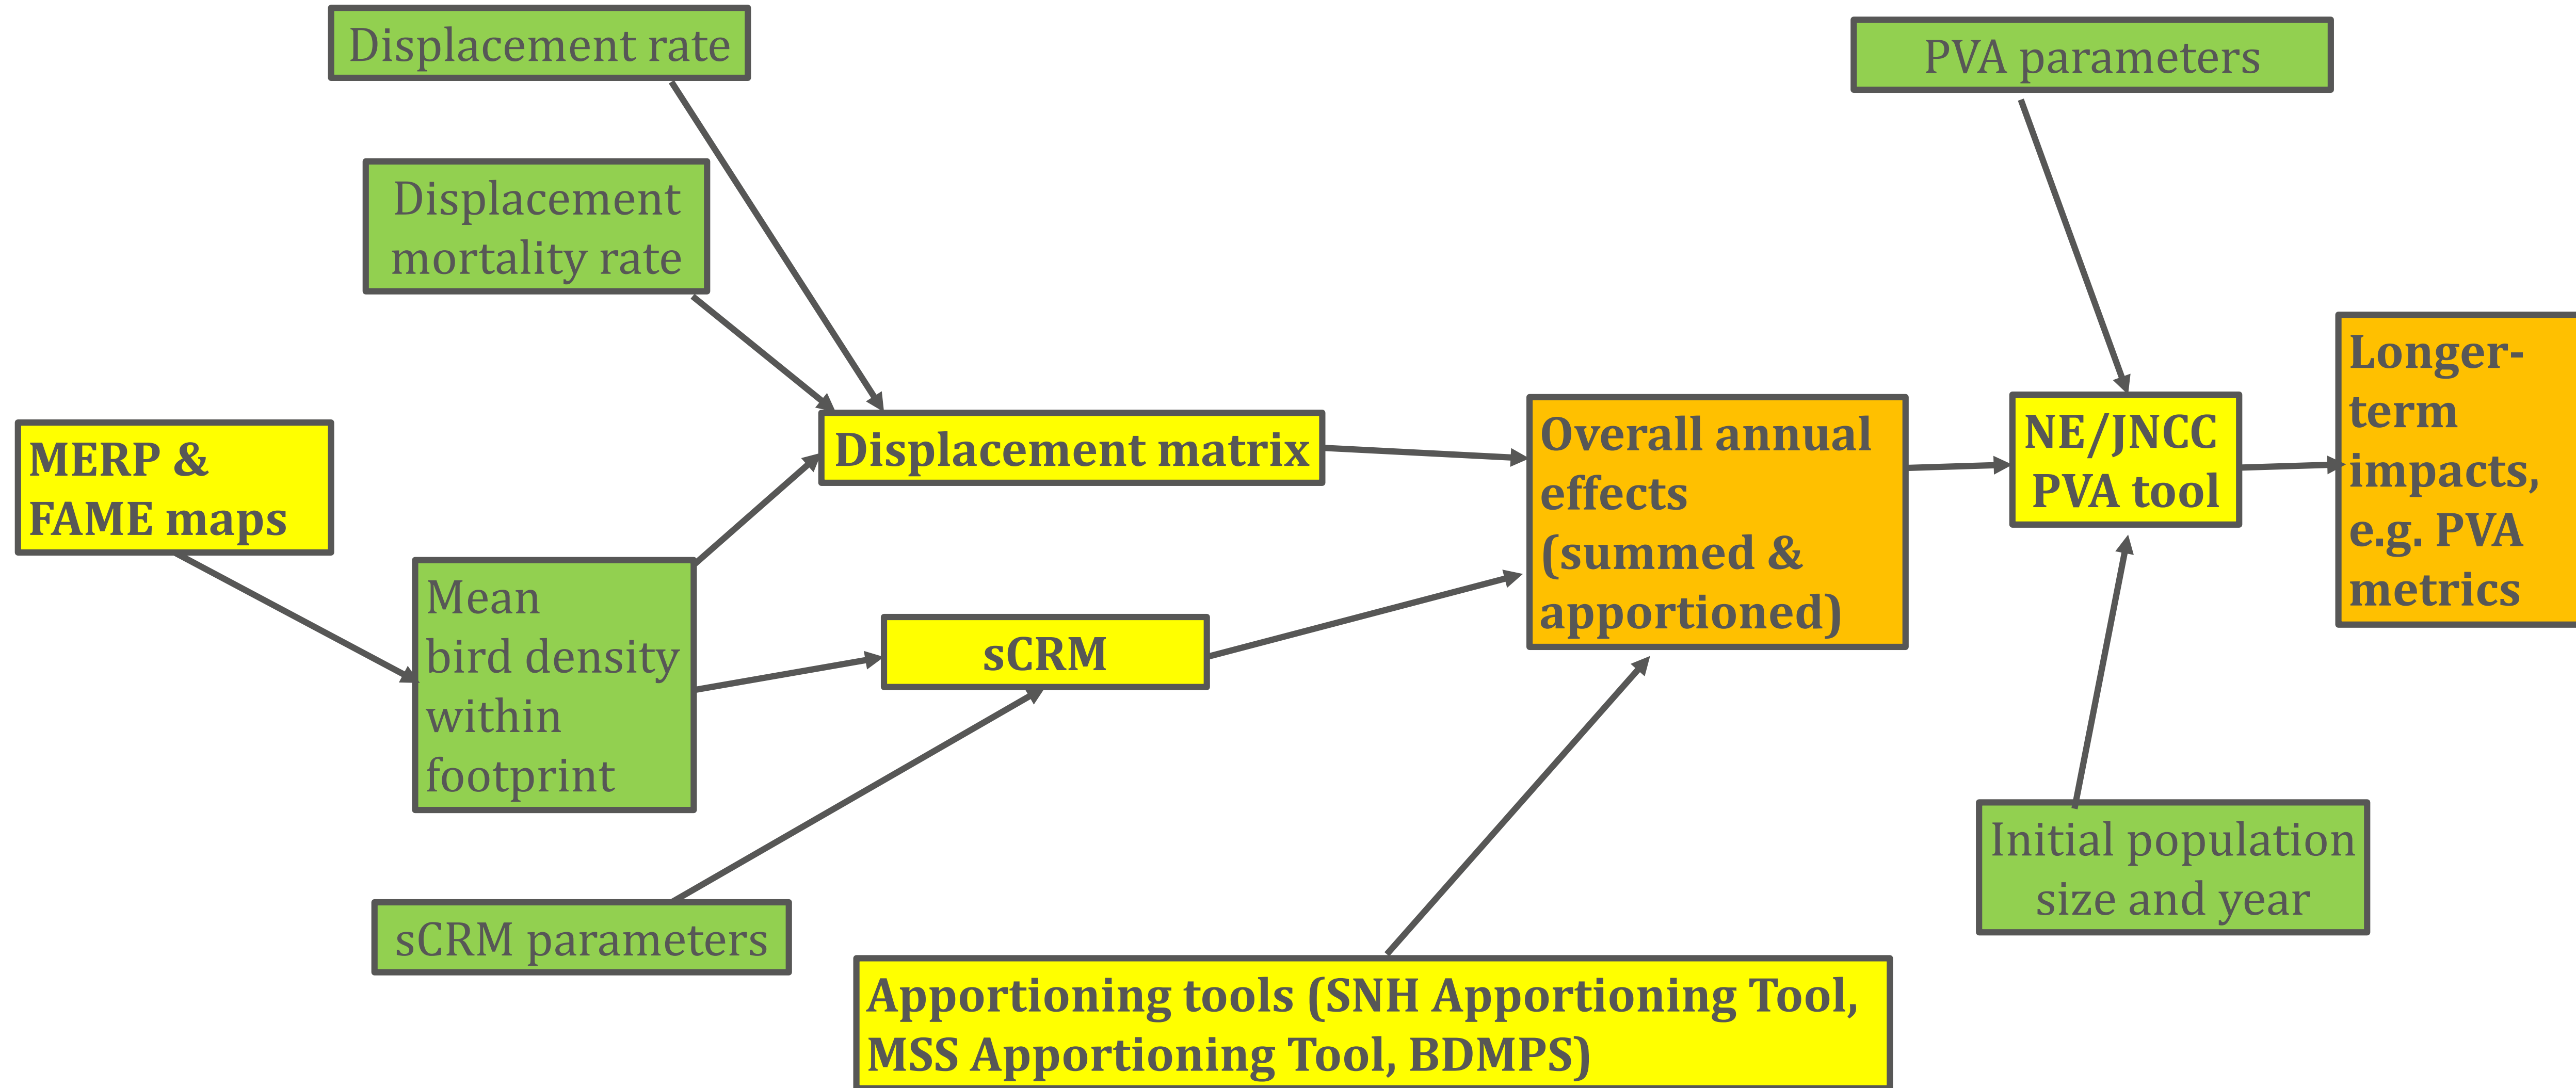 Displacement rate
PVA parameters
Displacement
mortality rate
MERP &
FAME maps
Displacement matrix
Overall annual
effects
(summed &
apportioned)
NE/JNCC
PVA tool
Longer-
term
impacts,
e.g. PVA
metrics
Mean
bird density
within
footprint
sCRM
sCRM parameters
Initial population
size and year
Apportioning tools (SNH Apportioning Tool,
MSS Apportioning Tool, BDMPS)